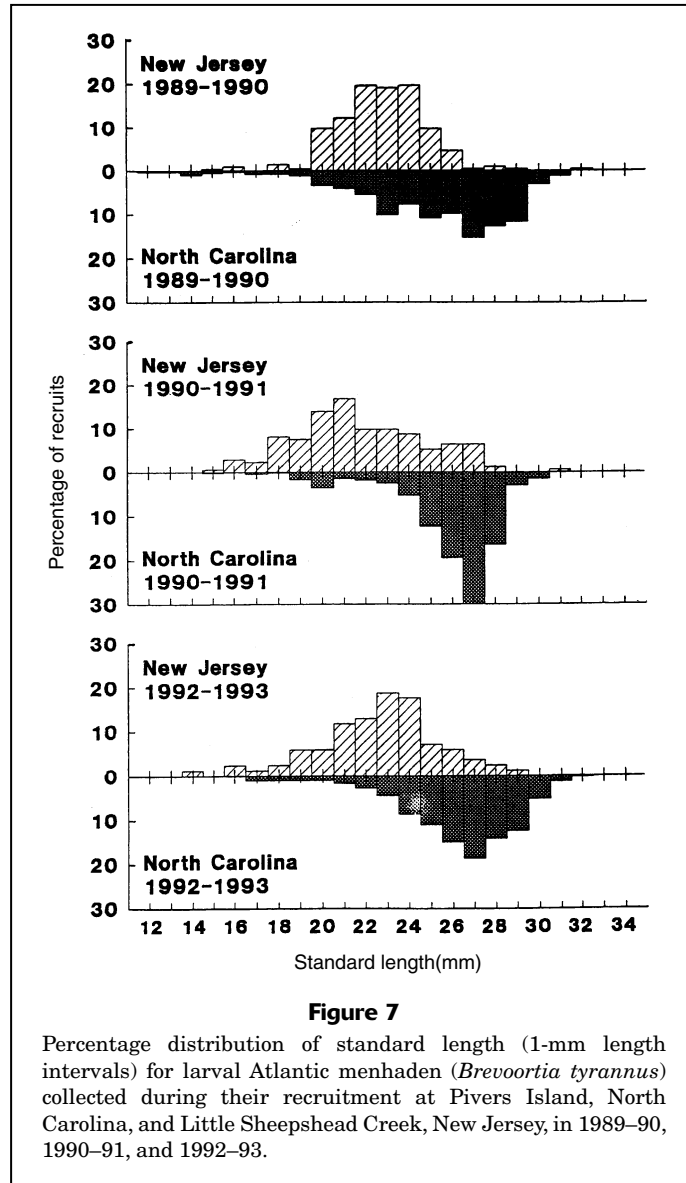 30
New Jersey
1989–1990
20
10
0
10
20
North Carolina
1989–1990
30
30
New Jersey
1990–1991
20
10
0
10
20
North Carolina
1990–1991
30
Percentage of recruits
30
New Jersey
1992–1993
20
10
0
10
20
North Carolina
1992–1993
30
12 14 16 18 20 22 24 26 28 30 32 34
Standard length(mm)
Figure 7
Percentage distribution of standard length (1-mm length
intervals) for larval Atlantic menhaden (Brevoortia tyrannus)
collected during their recruitment at Pivers Island, North
Carolina, and Little Sheepshead Creek, New Jersey, in 1989–90,
1990–91, and 1992–93.